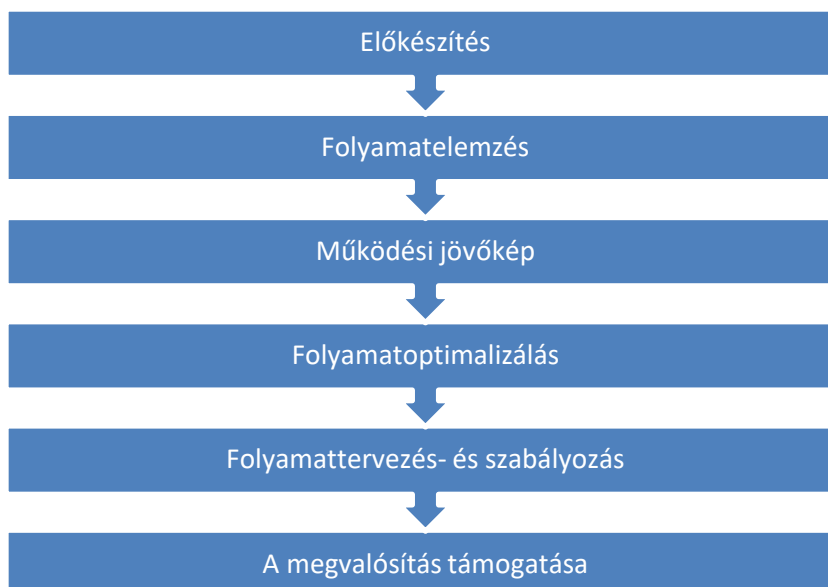 Előkészítés
Folyamatelemzés
Működési jövőkép
Folyamatoptimalizálás
Folyamattervezés- és szabályozás
A megvalósítás támogatása